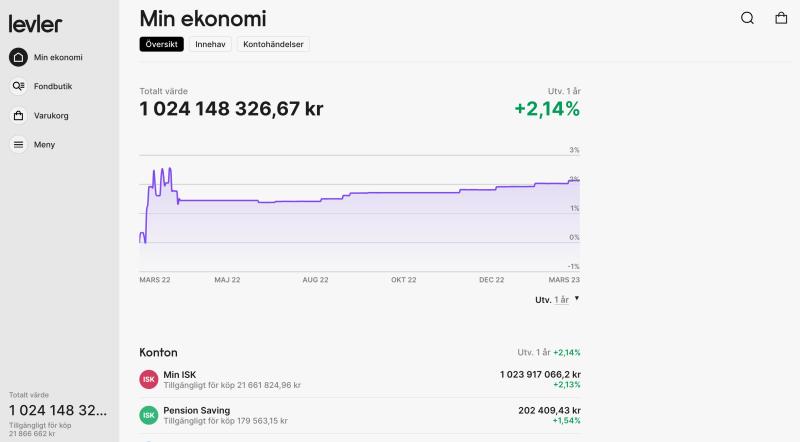 levler
Min ekonomi
Fondbutik
Varukorg
Meny
Totalt värde
1 024 148 32...
Tillgängligt för köp
21 866 662 kr
Min ekonomi
Översikt
Innehav
Kontohändelser
Totalt värde
1 024 148 326,67 kr
Utv. 1 år
+2,14%
3%
2%
1%
0%
-1%
MARS 22
MAJ 22
AUG 22
OKT 22
DEC 22
MARS 23
Utv. 1 år
Konton
Utv. 1 år +2,14%
ISK
Min ISK
Tillgängligt för köp 21 661 824,96 kr
1 023 917 066,2 kr
+2,13%
ISK
Pension Saving
Tillgängligt för köp 179 563,15 kr
202 409,43 kr
+1,54%